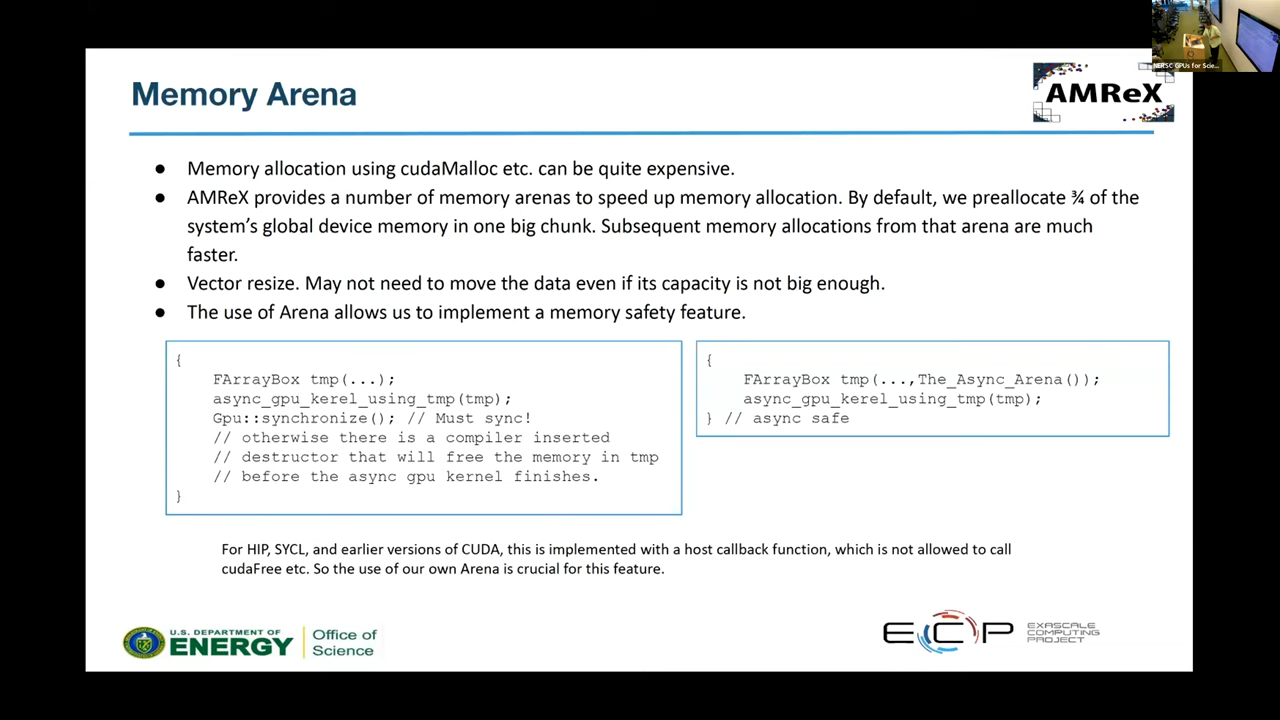 NERSC GPUs for Scie...
Memory Arena
AMReX
● Memory allocation using cudaMalloc etc. can be quite expensive.
● AMReX provides a number of memory arenas to speed up memory allocation. By default, we preallocate ¾ of the
system’s global device memory in one big chunk. Subsequent memory allocations from that arena are much
faster.
● Vector resize. May not need to move the data even if its capacity is not big enough.
● The use of Arena allows us to implement a memory safety feature.
{
FArrayBox tmp(...);
async_gpu_kerel_using_tmp(tmp);
Gpu::synchronize(); // Must sync!
// otherwise there is a compiler inserted
// destructor that will free the memory in tmp
// before the async gpu kernel finishes.
}
{
FArrayBox tmp(...,The_Async_Arena());
async_gpu_kerel_using_tmp(tmp);
} // async safe
For HIP, SYCL, and earlier versions of CUDA, this is implemented with a host callback function, which is not allowed to call
cudaFree etc. So the use of our own Arena is crucial for this feature.
U.S. DEPARTMENT OF
ENERGY
Office of
Science
ECP
EXASCALE
COMPUTING
PROJECT